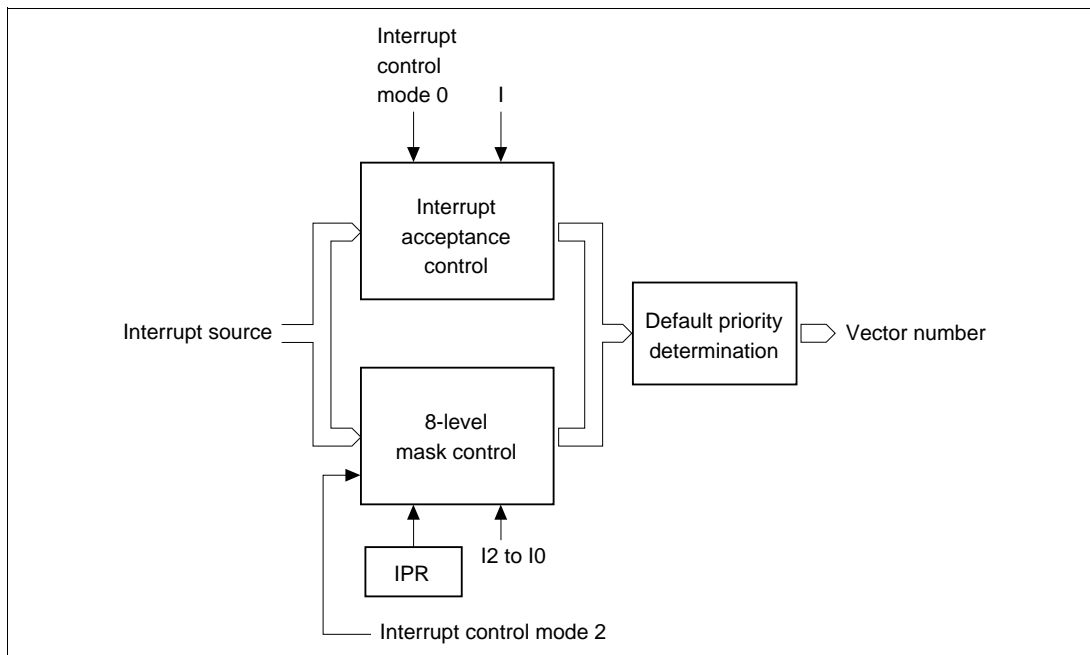 Interrupt
control
mode 0
I
Interrupt
acceptance
control
Interrupt source
Default priority
determination
Vector number
8-level
mask control
I2 to I0
IPR
Interrupt control mode 2